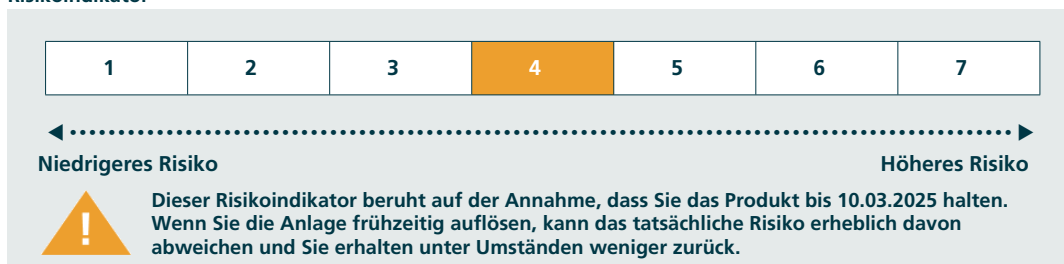 Risikoindikator
1 2 3 4 5 6 7
Niedrigeres Risiko Höheres Risiko
Dieser Risikoindikator beruht auf der Annahme, dass Sie das Produkt bis 10.03.2025 halten.
Wenn Sie die Anlage frühzeitig auflösen, kann das tatsächliche Risiko erheblich davon
abweichen und Sie erhalten unter Umständen weniger zurück.